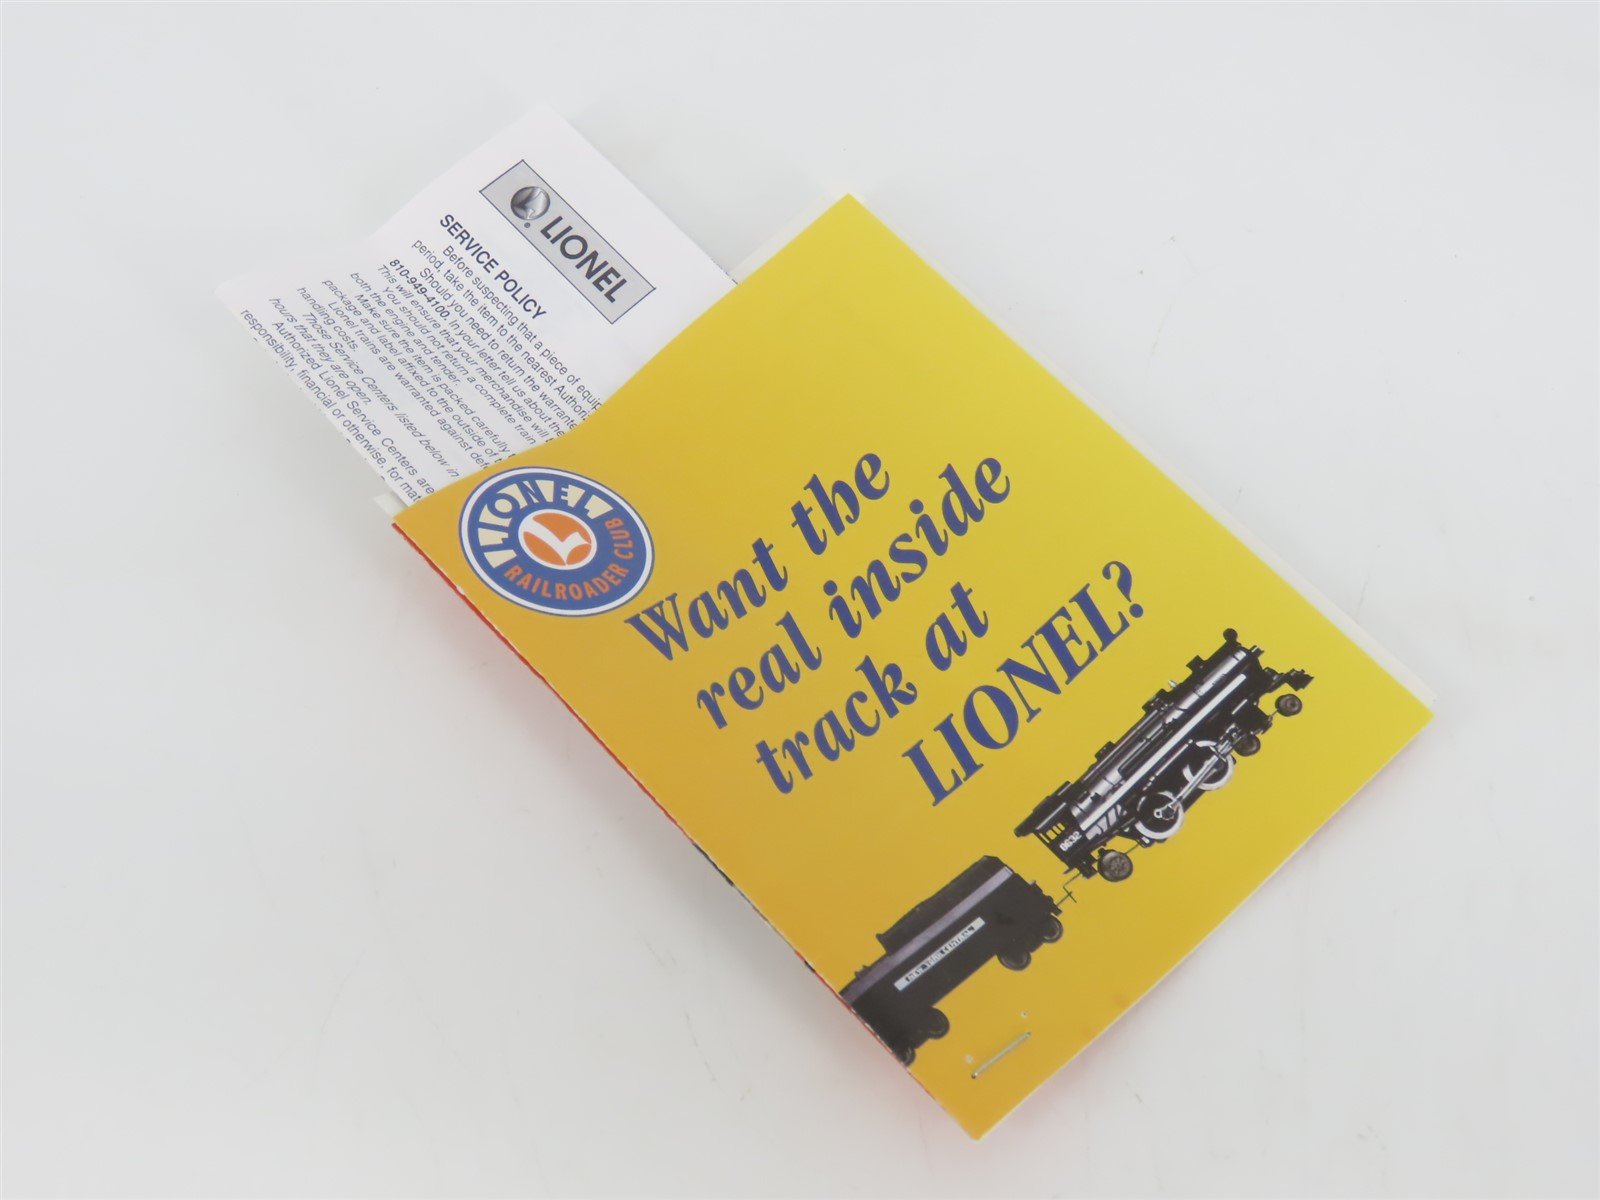 LIONEL
SERVICE POLICY
Before suspecting that a piece of equip
period, take the item to the nearest Authori
Should you need to return the warrante
810-949-4100. In your letter tell us about the
This will ensure that your merchandise will
You should not return a complete train
both the engine and tender.
Make sure the item is packed carefully
package and label affixed to the outside of
Lionel trains are warranted against def
handling costs.
Those Service Centers listed below in
hours that they are open.
Authorized Lionel Service Centers are
responsibility, financial or otherwise, for mat
LIONEL
RAILROADER CLUB
Want the
real inside
track at
LIONEL?
0632